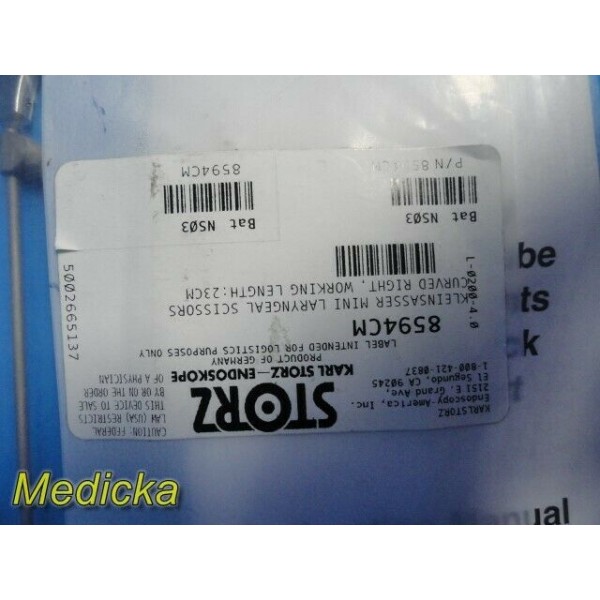 KARL STORZ
Endoscopy-America, Inc.
2151 E. Grand Ave,
El Segundo, CA 90245
1-800-421-0837
STORZ
KARL STORZ—ENDOSKOPE
PRODUCT OF GERMANY
LABEL INTENDED FOR LOGISTICS PURPOSES ONLY
CAUTION: FEDERAL
LAW (USA) RESTRICTS
THIS DEVICE TO SALE
BY OR ON THE ORDER
OF A PHYSICIAN
8594CM
KLEINSASSER MINI LARYNGEAL SCISSORS
CURVED RIGHT, WORKING LENGTH:23CM
L-0200-4.0
5002665137
Bat NS03
Bat NS03
P/N 8594CM
8594CM
be
ts
k
Medicka